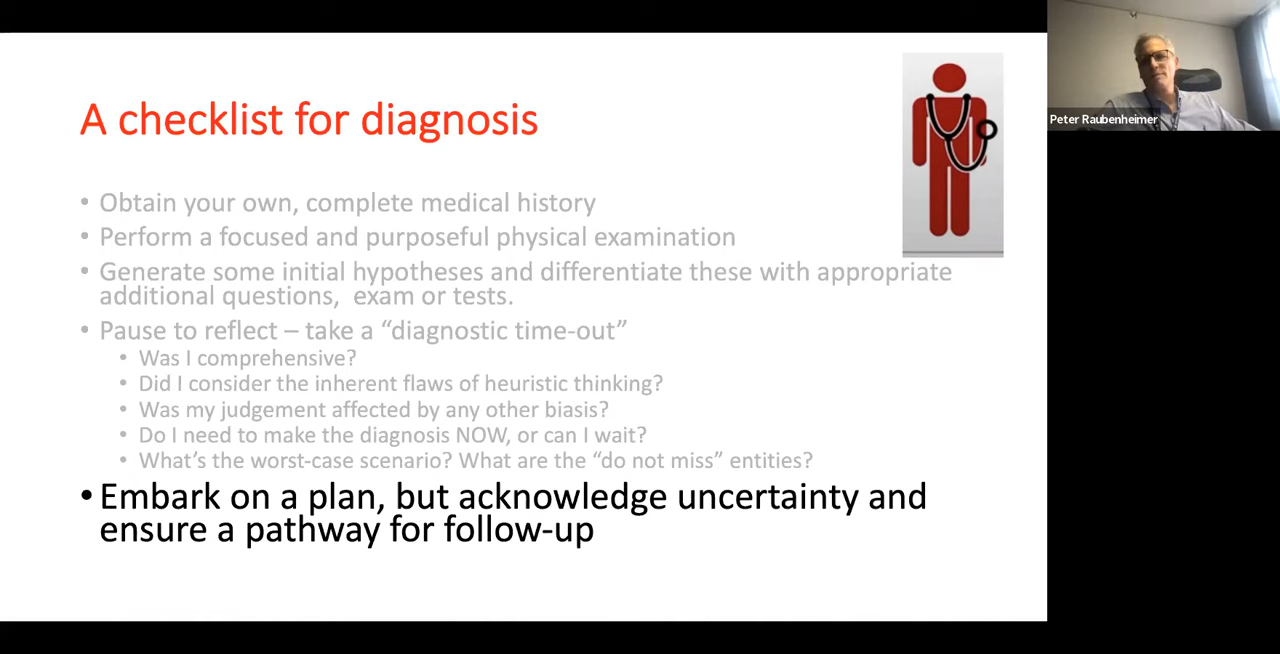 A checklist for diagnosis
Peter Raubenheimer
• Obtain your own, complete medical history
• Perform a focused and purposeful physical examination
• Generate some initial hypotheses and differentiate these with appropriate
additional questions,  exam or tests.
• Pause to reflect – take a “diagnostic time-out”
• Was I comprehensive?
• Did I consider the inherent flaws of heuristic thinking?
• Was my judgement affected by any other biasis?
• Do I need to make the diagnosis NOW, or can I wait?
• What’s the worst-case scenario? What are the “do not miss” entities?
• Embark on a plan, but acknowledge uncertainty and
ensure a pathway for follow-up